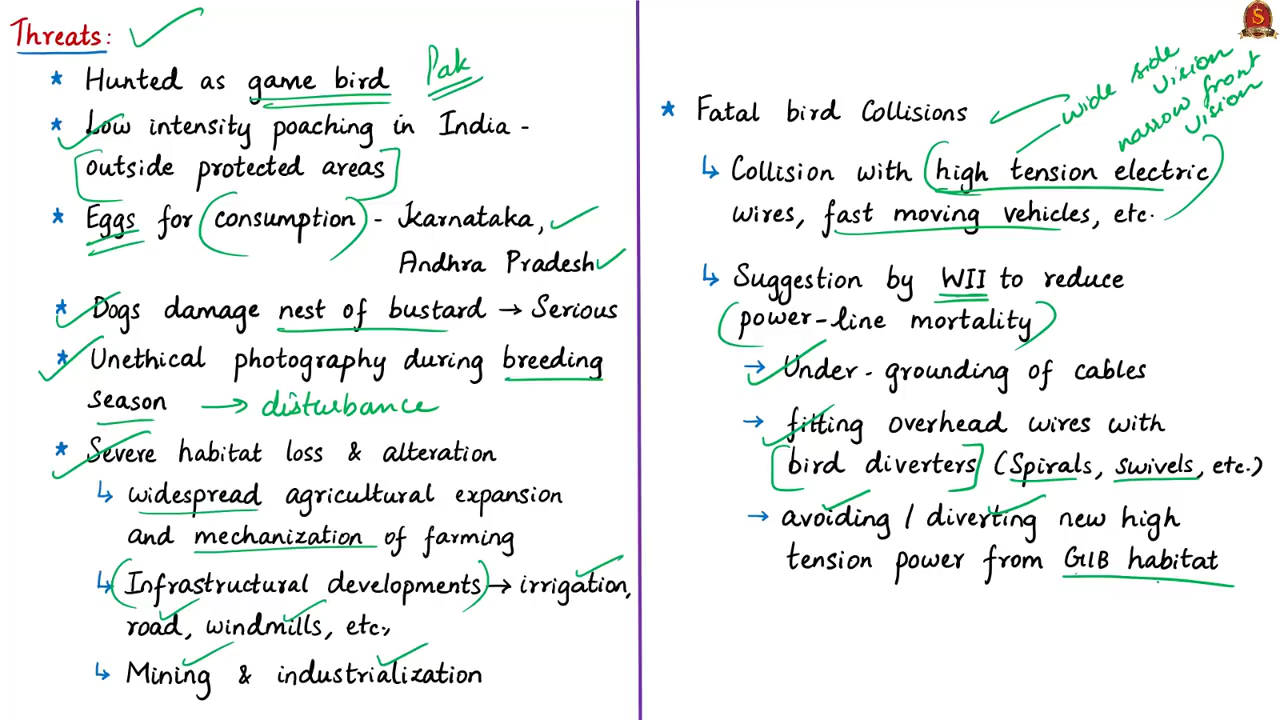 Threats:
* Hunted as game bird Pak
* Low intensity poaching in India -
outside protected areas
* Eggs for (consumption) - Karnataka,
Andhra Pradesh
* Dogs damage nest of bustard → Serious
* Unethical photography during breeding
season → disturbance
* Severe habitat loss & alteration
↳ widespread agricultural expansion
and mechanization of farming
↳ (Infrastructural developments) → irrigation,
road, windmills, etc,
↳ Mining & industrialization
S
* Fatal bird Collisions
wide side
vision
narrow front
vision
↳ Collision with (high tension electric
wires, fast moving vehicles, etc.)
↳ Suggestion by WII to reduce
(power-line mortality)
→ Under-grounding of cables
→ fitting overhead wires with
[bird diverters] (Spirals, swivels, etc.)
→ avoiding / diverting new high
tension power from GIB habitat